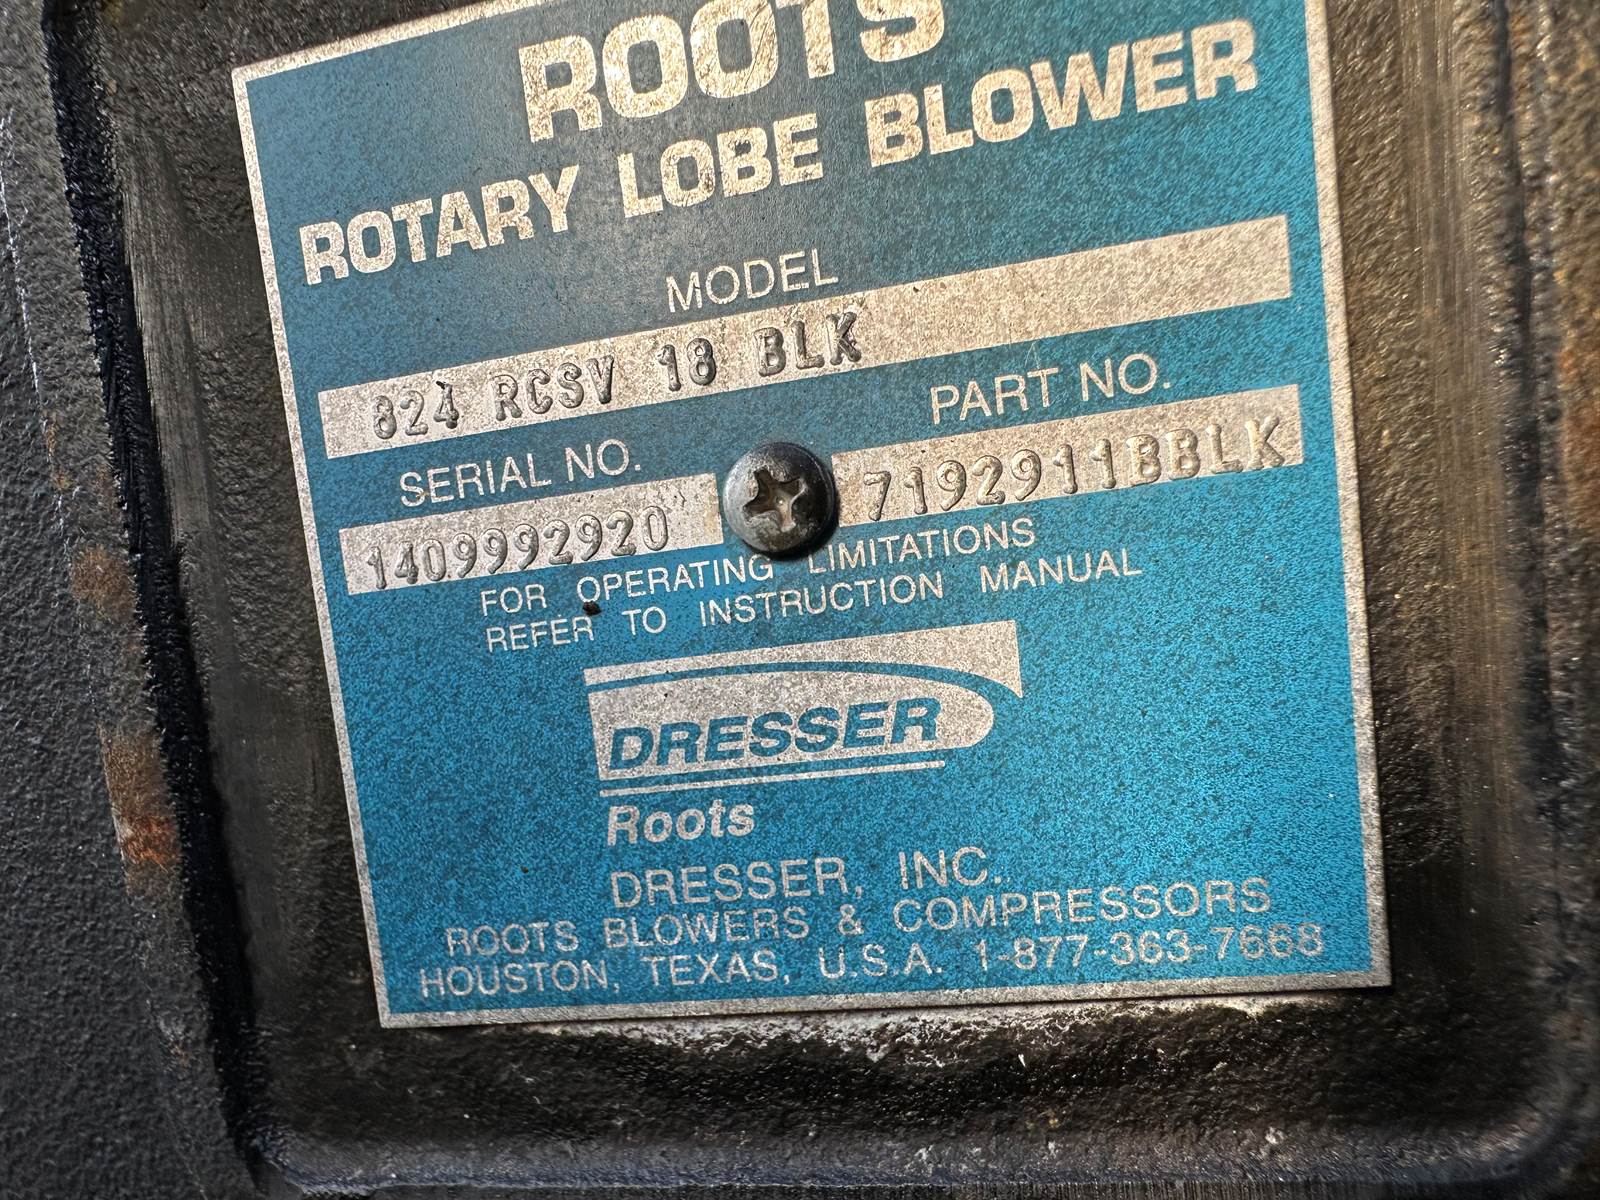 ROOTS
ROTARY LOBE BLOWER
MODEL
824 RCSV 18 BLK
SERIAL NO.
PART NO.
1409992920
7192911BBLK
FOR OPERATING LIMITATIONS
REFER TO INSTRUCTION MANUAL
DRESSER
Roots
DRESSER, INC.
ROOTS BLOWERS & COMPRESSORS
HOUSTON, TEXAS, U.S.A. 1-877-363-7668